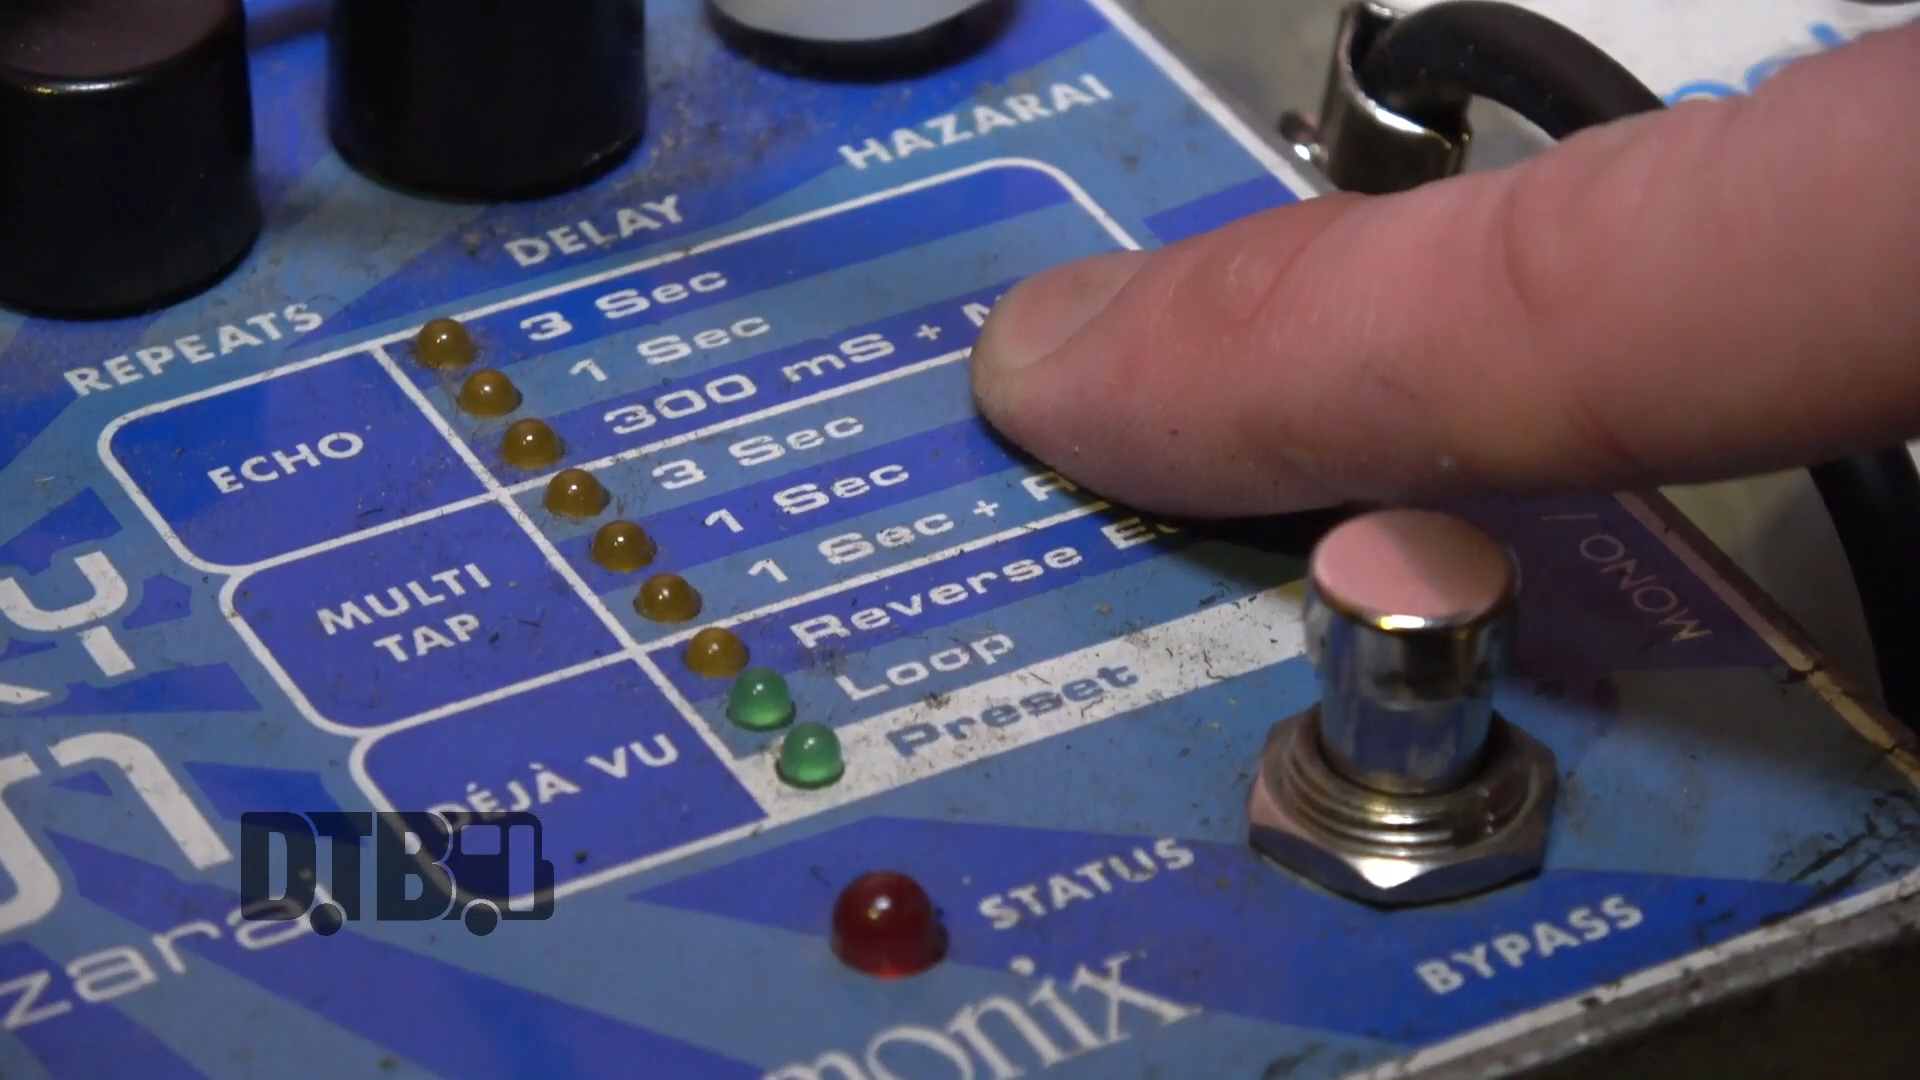 HAZARAI
DELAY
REPEATS
3 Sec
1 Sec
300 mS +
ECHO
3 Sec
1 Sec
1 Sec +
MULTI
TAP
Reverse
Loop
Preset
DÉJÀ VU
STATUS
BYPASS
MONO /
zarai
monix
DTB